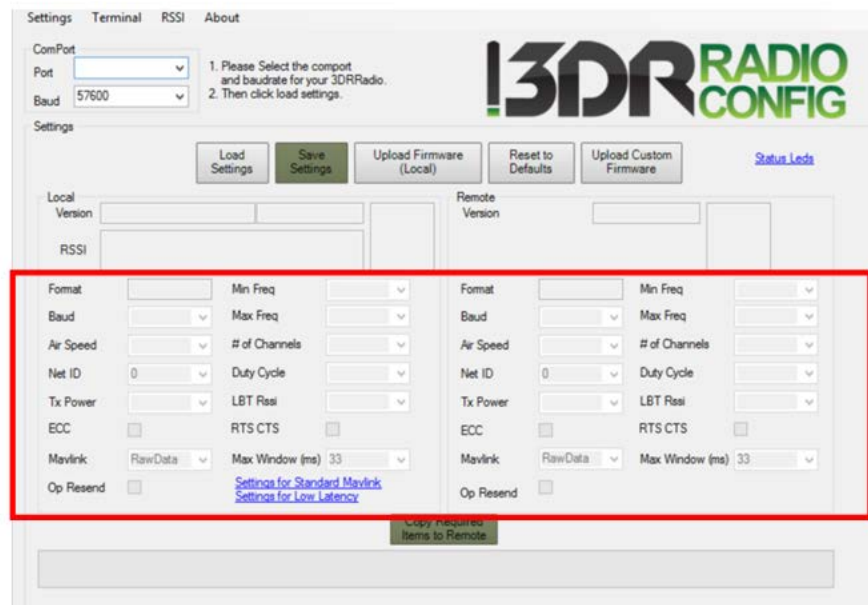 Settings Terminal RSSI About
ComPort
Port
1. Please Select the comport
and baudrate for your 3DRRadio.
Baud 57600
2. Then click load settings.
3DR RADIO CONFIG
Settings
Load Settings
Save Settings
Upload Firmware (Local)
Reset to Defaults
Upload Custom Firmware
Status Leds
Local
Version
RSSI
Remote
Version
Format Min Freq Format Min Freq
Baud Max Freq Baud Max Freq
Air Speed # of Channels Air Speed # of Channels
Net ID 0 Duty Cycle Net ID 0 Duty Cycle
Tx Power LBT Rssi Tx Power LBT Rssi
ECC RTS CTS ECC RTS CTS
Mavlink RawData Max Window (ms) 33 Mavlink RawData Max Window (ms) 33
Op Resend Settings for Standard Mavlink Op Resend
Settings for Low Latency
Copy Required
Items to Remote